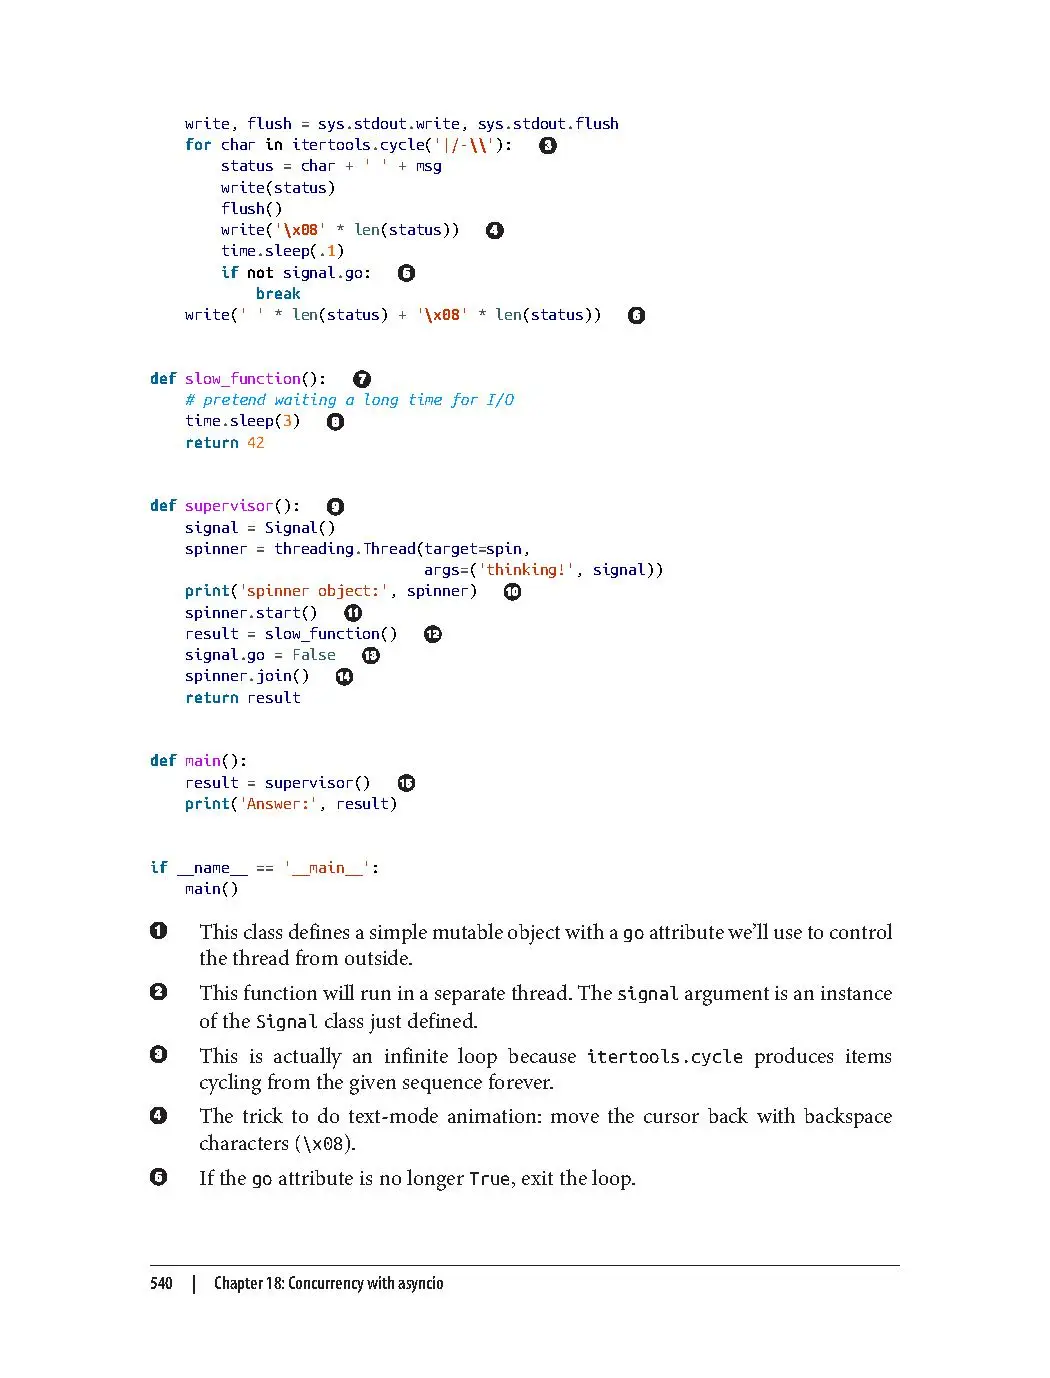 write, flush = sys.stdout.write, sys.stdout.flush
    for char in itertools.cycle('|/-\\'):  ❸
        status = char + ' ' + msg
        write(status)
        flush()
        write('\x08' * len(status))  ❹
        time.sleep(.1)
        if not signal.go:  ❺
            break
    write(' ' * len(status) + '\x08' * len(status))  ❻
def slow_function():  ❼
    # pretend waiting a long time for I/O
    time.sleep(3)  ❽
    return 42
def supervisor():  ❾
    signal = Signal()
    spinner = threading.Thread(target=spin,
                               args=('thinking!', signal))
    print('spinner object:', spinner)  ❿
    spinner.start()  ⓫
    result = slow_function()  ⓬
    signal.go = False  ⓭
    spinner.join()  ⓮
    return result
def main():
    result = supervisor()  ⓯
    print('Answer:', result)
if __name__ == '__main__':
    main()
❶ This class defines a simple mutable object with a go attribute we’ll use to control
the thread from outside.
❷ This function will run in a separate thread. The signal argument is an instance
of the Signal class just defined.
❸ This is actually an infinite loop because itertools.cycle produces items
cycling from the given sequence forever.
❹ The trick to do text-mode animation: move the cursor back with backspace
characters (\x08).
❺ If the go attribute is no longer True, exit the loop.
540 | Chapter 18: Concurrency with asyncio